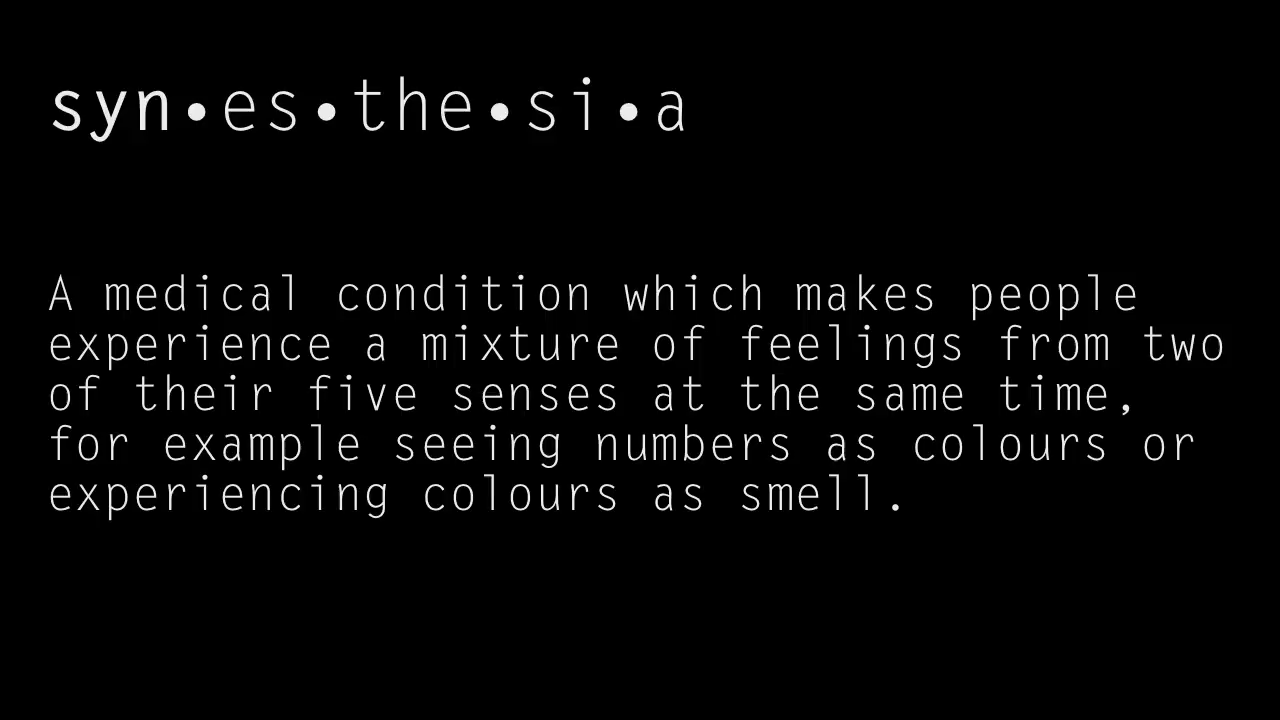 syn•es•the•si•a
A medical condition which makes people
experience a mixture of feelings from two
of their five senses at the same time,
for example seeing numbers as colours or
experiencing colours as smell.